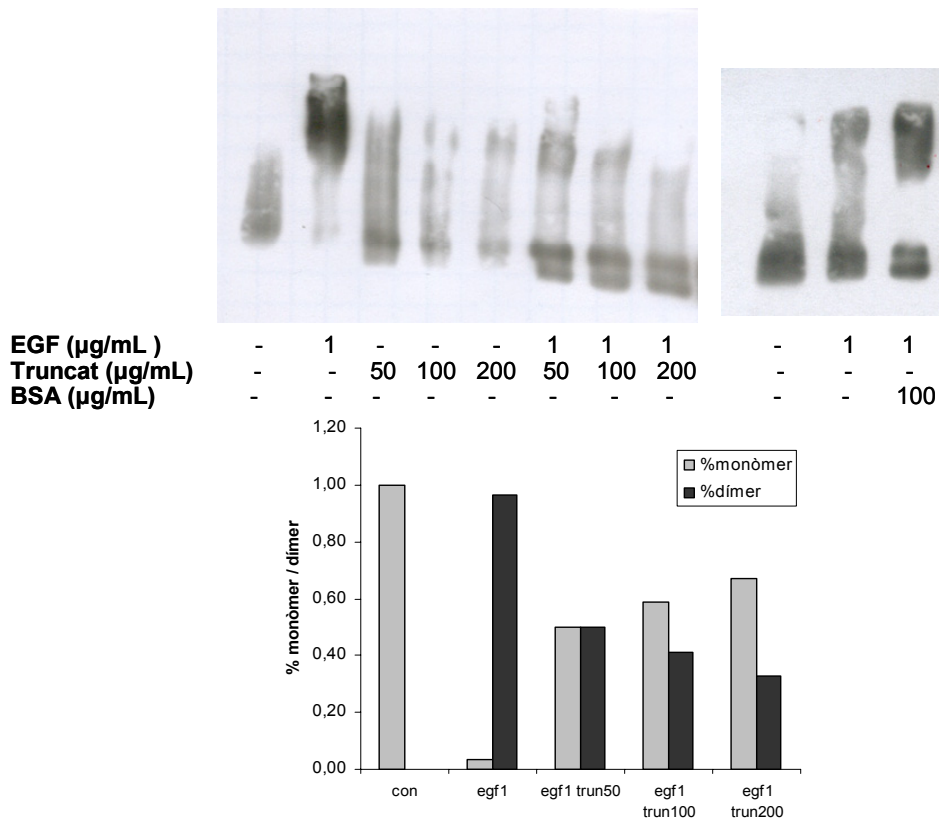 EGF (µg/mL ) - 1 - - - 1 1 1 - 1 1
Truncat (µg/mL) - - 50 100 200 50 100 200 - - -
BSA (µg/mL) - - - - - - - - - - 100
1,20
1,00
0,80
0,60
0,40
0,20
0,00
% monòmer / dímer
%monòmer
%dímer
con egf1 egf1 trun50 egf1 egf1
trun100 trun200